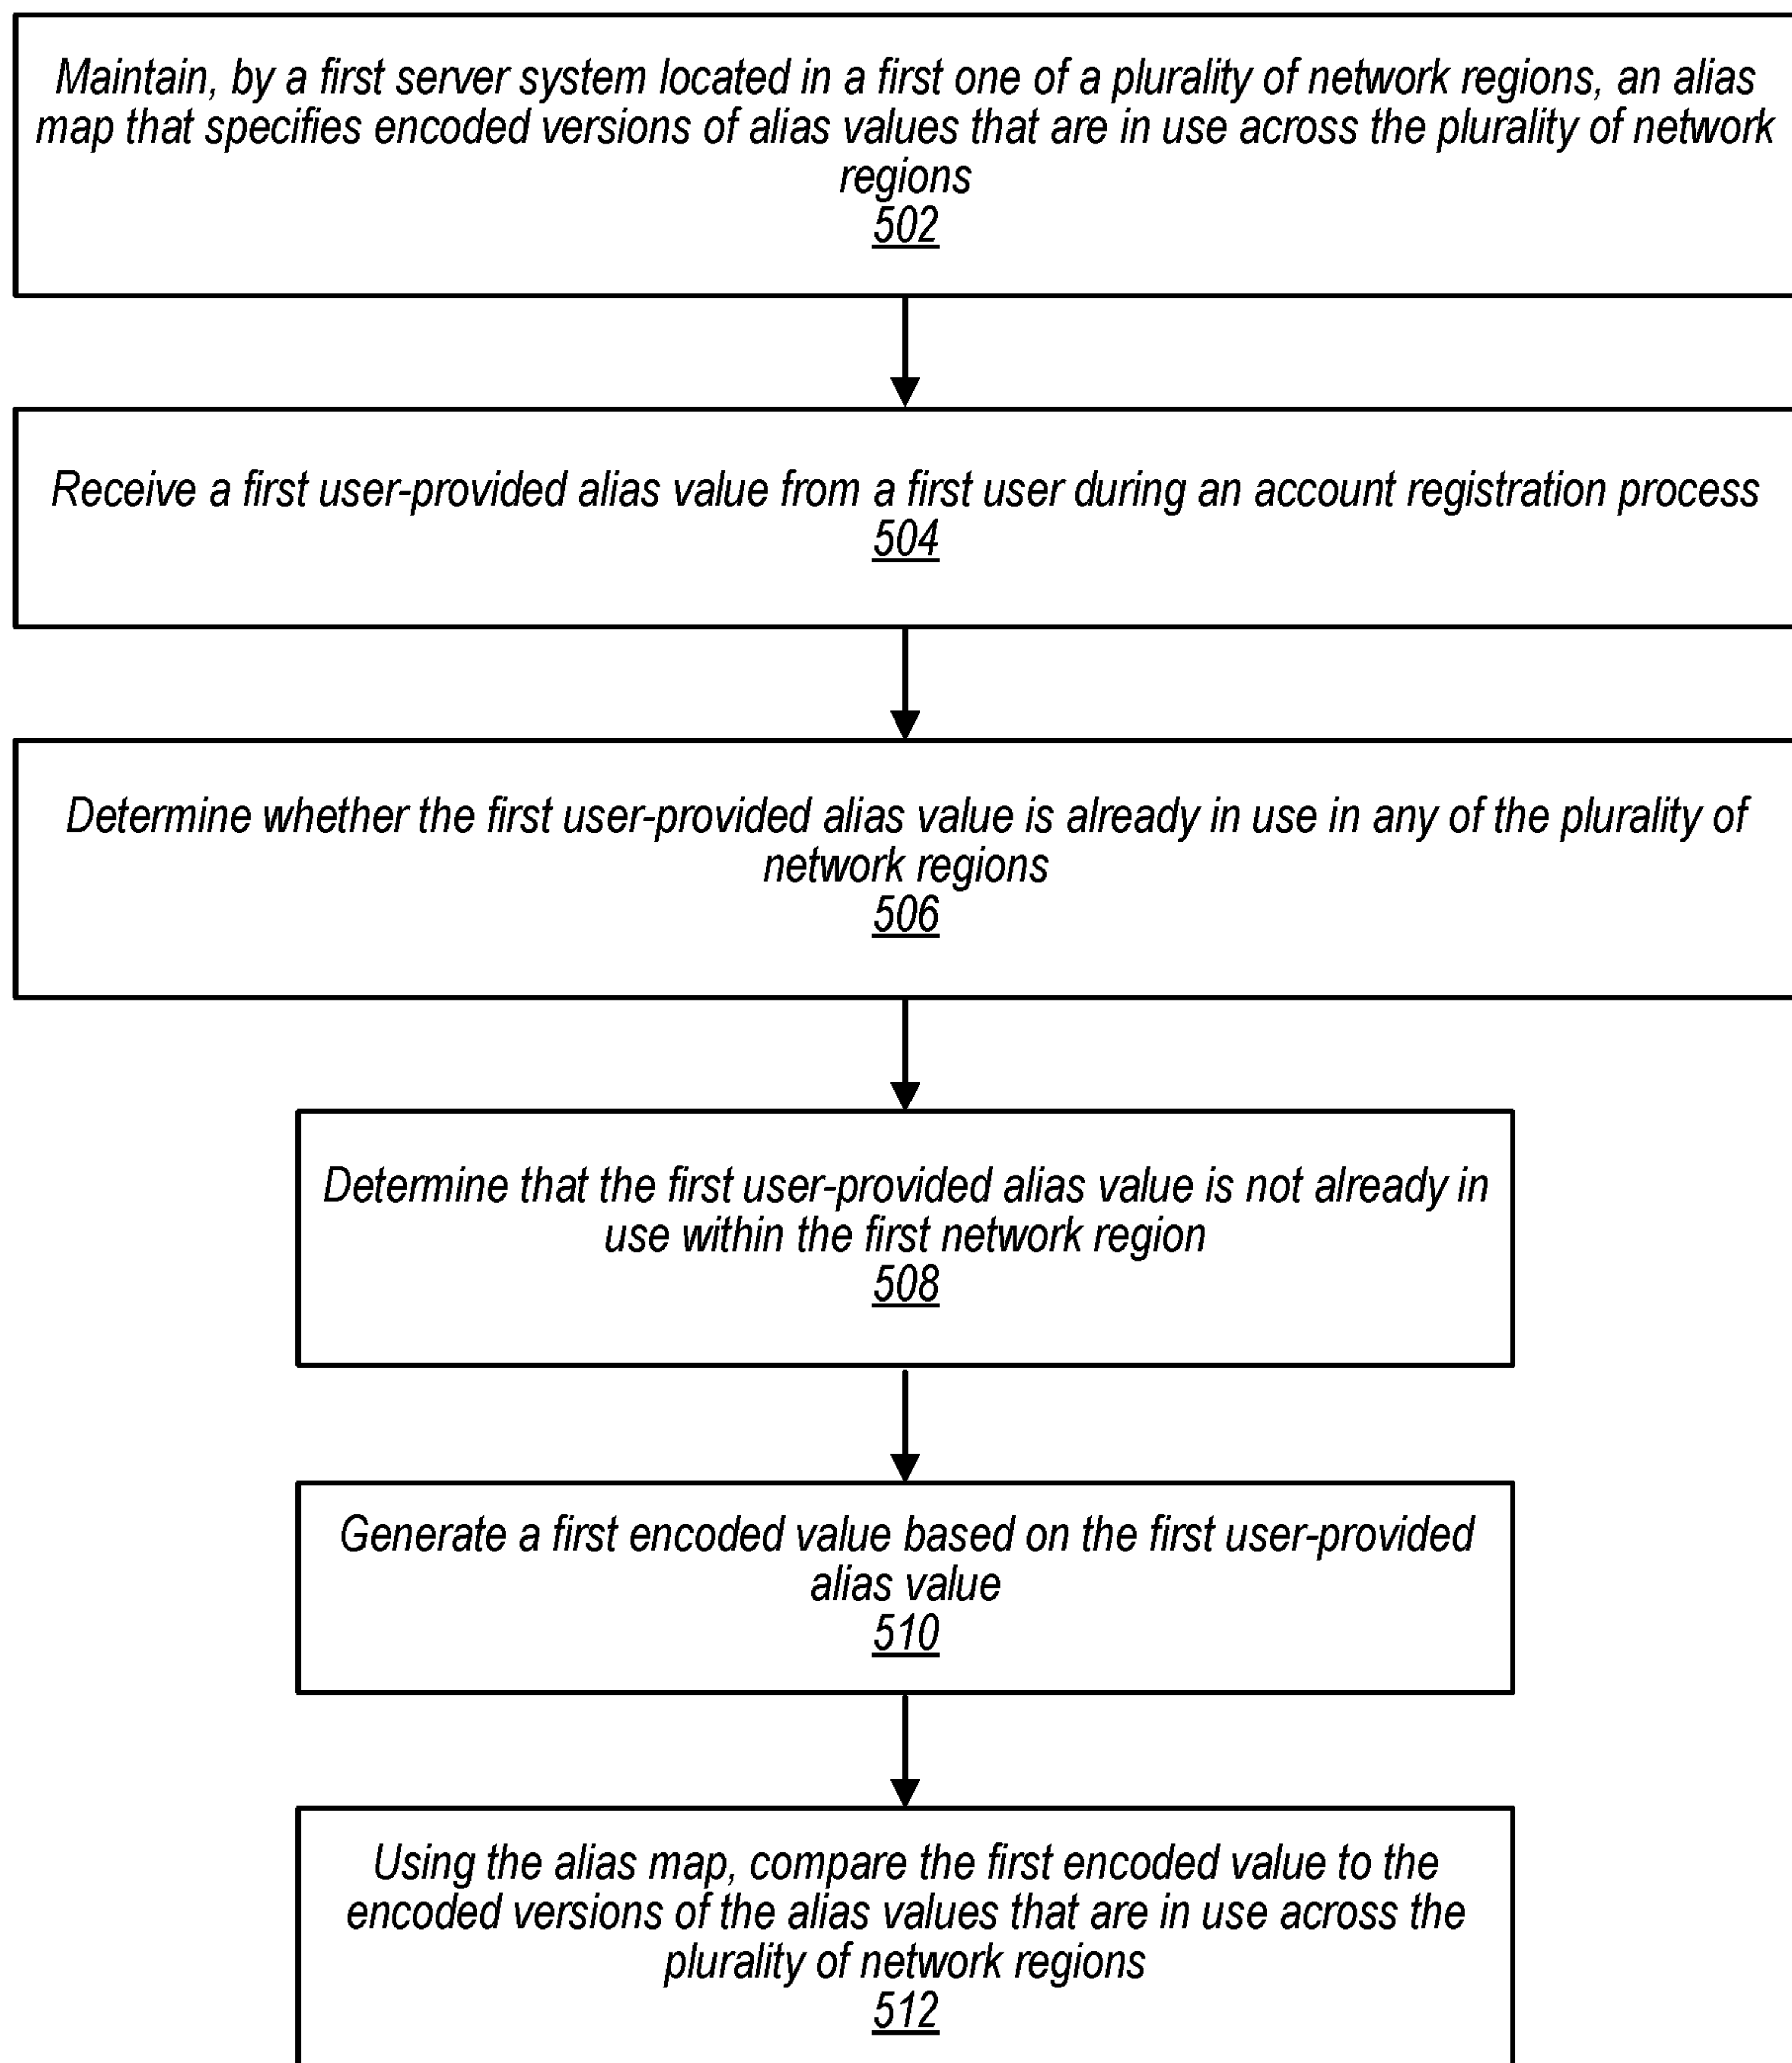 Maintain, by a first server system located in a first one of a plurality of network regions, an alias
map that specifies encoded versions of alias values that are in use across the plurality of network
regions
502
Receive a first user-provided alias value from a first user during an account registration process
504
Determine whether the first user-provided alias value is already in use in any of the plurality of
network regions
506
Determine that the first user-provided alias value is not already in
use within the first network region
508
Generate a first encoded value based on the first user-provided
alias value
510
Using the alias map, compare the first encoded value to the
encoded versions of the alias values that are in use across the
plurality of network regions
512